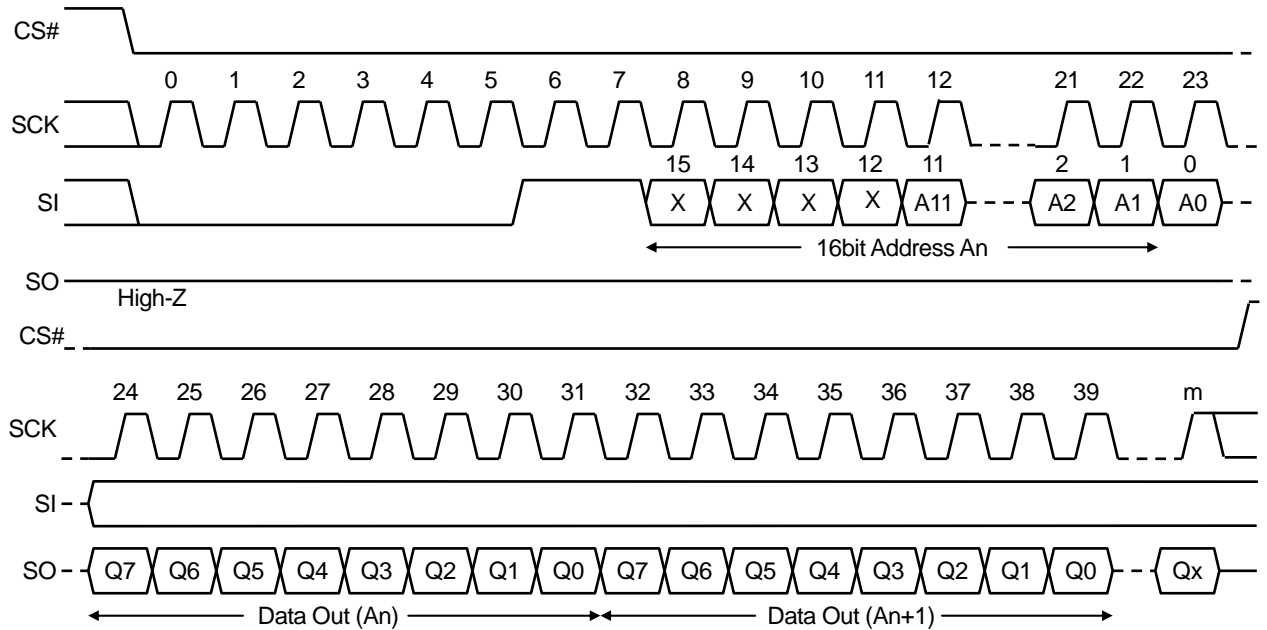 CS#
0 1 2 3 4 5 6 7 8 9 10 11 12 21 22 23
SCK
15 14 13 12 11 2 1 0
SI X X X X A11 A2 A1 A0
16bit Address An
SO
High-Z
CS#
24 25 26 27 28 29 30 31 32 33 34 35 36 37 38 39 m
SCK
SI
SO Q7 Q6 Q5 Q4 Q3 Q2 Q1 Q0 Q7 Q6 Q5 Q4 Q3 Q2 Q1 Q0 Qx
Data Out (An) Data Out (An+1)